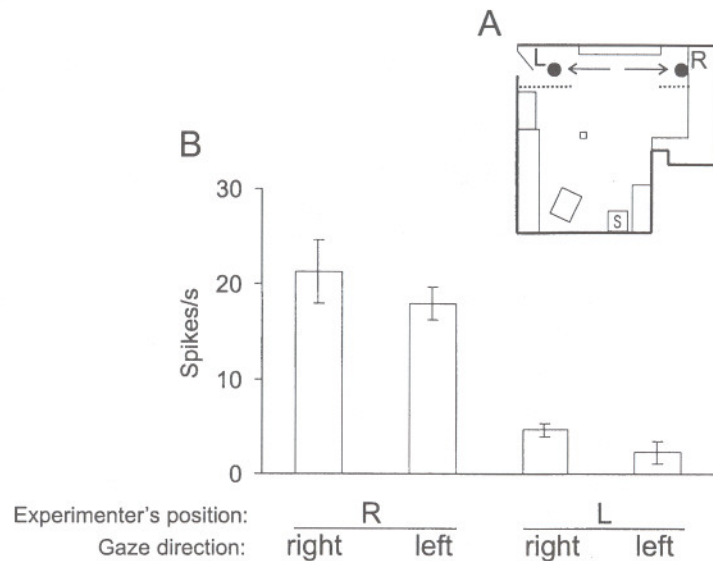 A
L
R
S
B
30
20
10
0
Spikes/s
Experimenter's position: R L
Gaze direction: right left right left